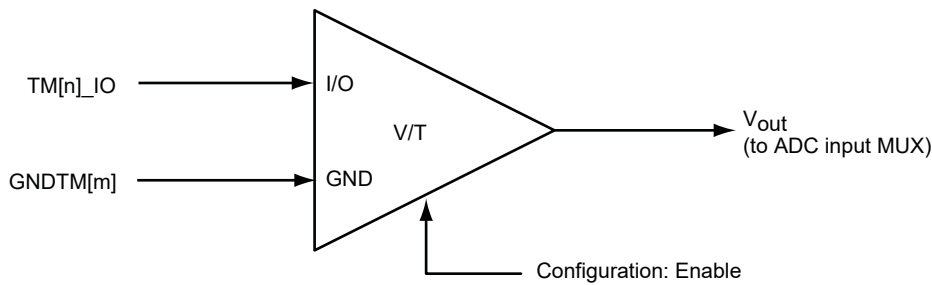 TM[n]_IO
I/O
V/T
GNDTM[m]
GND
Vout
(to ADC input MUX)
Configuration: Enable